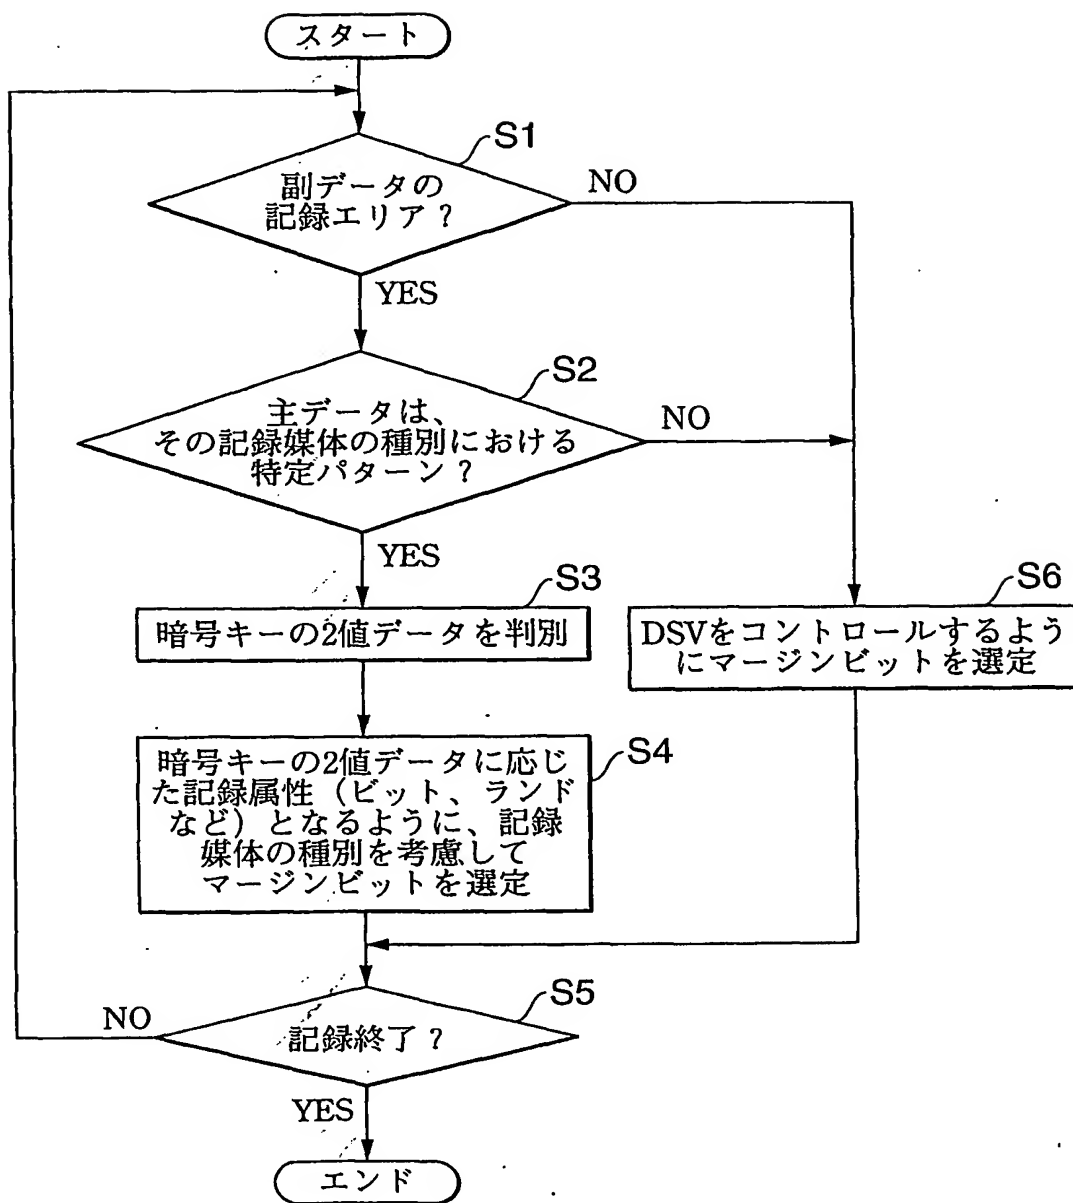 スタート
S1
副データの
記録エリア?
NO
YES
S2
主データは、
その記録媒体の種別における
特定パターン?
NO
YES
S3
暗号キーの2値データを判別
S6
DSVをコントロールするよう
にマージンビットを選定
S4
暗号キーの2値データに応じ
た記録属性(ピット、ランド
など)となるように、記録
媒体の種別を考慮して
マージンビットを選定
S5
NO
記録終了?
YES
エンド